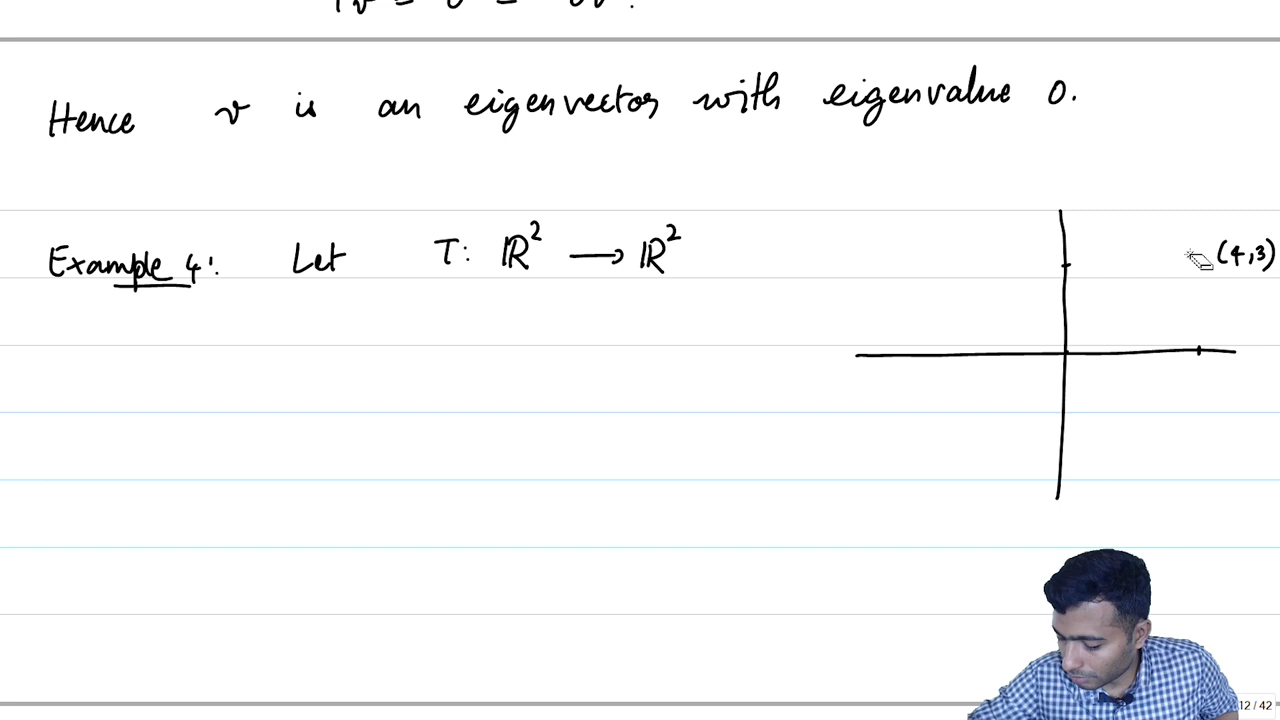 Hence v is an eigenvector with eigenvalue 0.
Example 4: Let T: ℝ² ⟶ ℝ²
(4,3)
12 / 42